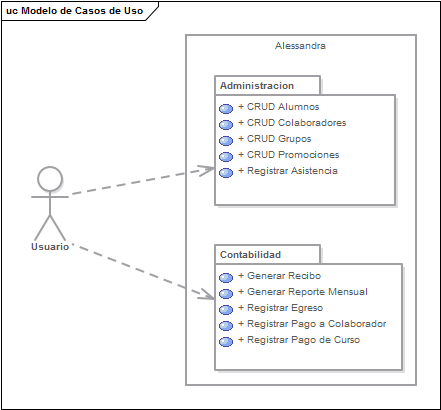 uc Modelo de Casos de Uso
Alessandra
Administracion
+ CRUD Alumnos
+ CRUD Colaboradores
+ CRUD Grupos
+ CRUD Promociones
+ Registrar Asistencia
Usuario
Contabilidad
+ Generar Recibo
+ Generar Reporte Mensual
+ Registrar Egreso
+ Registrar Pago a Colaborador
+ Registrar Pago de Curso